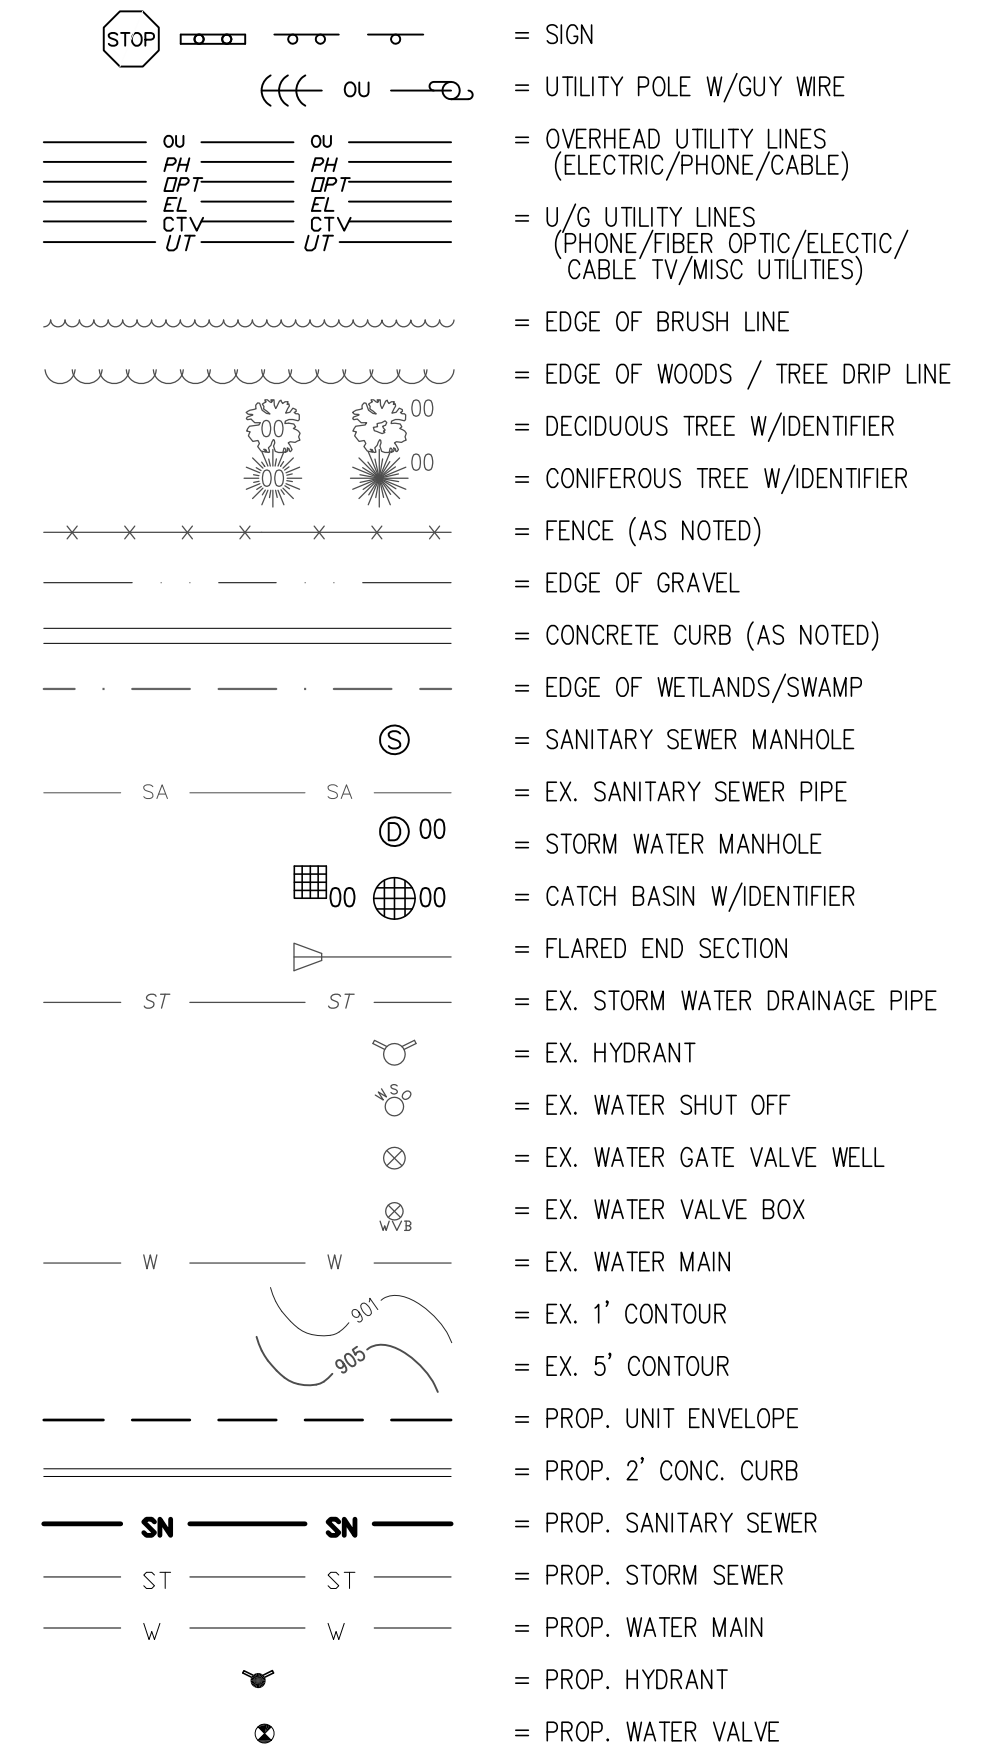 STOP = SIGN
OU = UTILITY POLE W/GUY WIRE
OU OU = OVERHEAD UTILITY LINES
PH PH (ELECTRIC/PHONE/CABLE)
OPT OPT
EL EL = U/G UTILITY LINES
CTV CTV (PHONE/FIBER OPTIC/ELECTIC/
UT UT CABLE TV/MISC UTILITIES)
= EDGE OF BRUSH LINE
= EDGE OF WOODS / TREE DRIP LINE
00 00 = DECIDUOUS TREE W/IDENTIFIER
00 00 = CONIFEROUS TREE W/IDENTIFIER
= FENCE (AS NOTED)
= EDGE OF GRAVEL
= CONCRETE CURB (AS NOTED)
= EDGE OF WETLANDS/SWAMP
S = SANITARY SEWER MANHOLE
SA SA = EX. SANITARY SEWER PIPE
D 00 = STORM WATER MANHOLE
00 00 = CATCH BASIN W/IDENTIFIER
= FLARED END SECTION
ST ST = EX. STORM WATER DRAINAGE PIPE
= EX. HYDRANT
WSO = EX. WATER SHUT OFF
= EX. WATER GATE VALVE WELL
WVB = EX. WATER VALVE BOX
W W = EX. WATER MAIN
901 = EX. 1' CONTOUR
905 = EX. 5' CONTOUR
= PROP. UNIT ENVELOPE
= PROP. 2' CONC. CURB
SN SN = PROP. SANITARY SEWER
ST ST = PROP. STORM SEWER
W W = PROP. WATER MAIN
= PROP. HYDRANT
= PROP. WATER VALVE